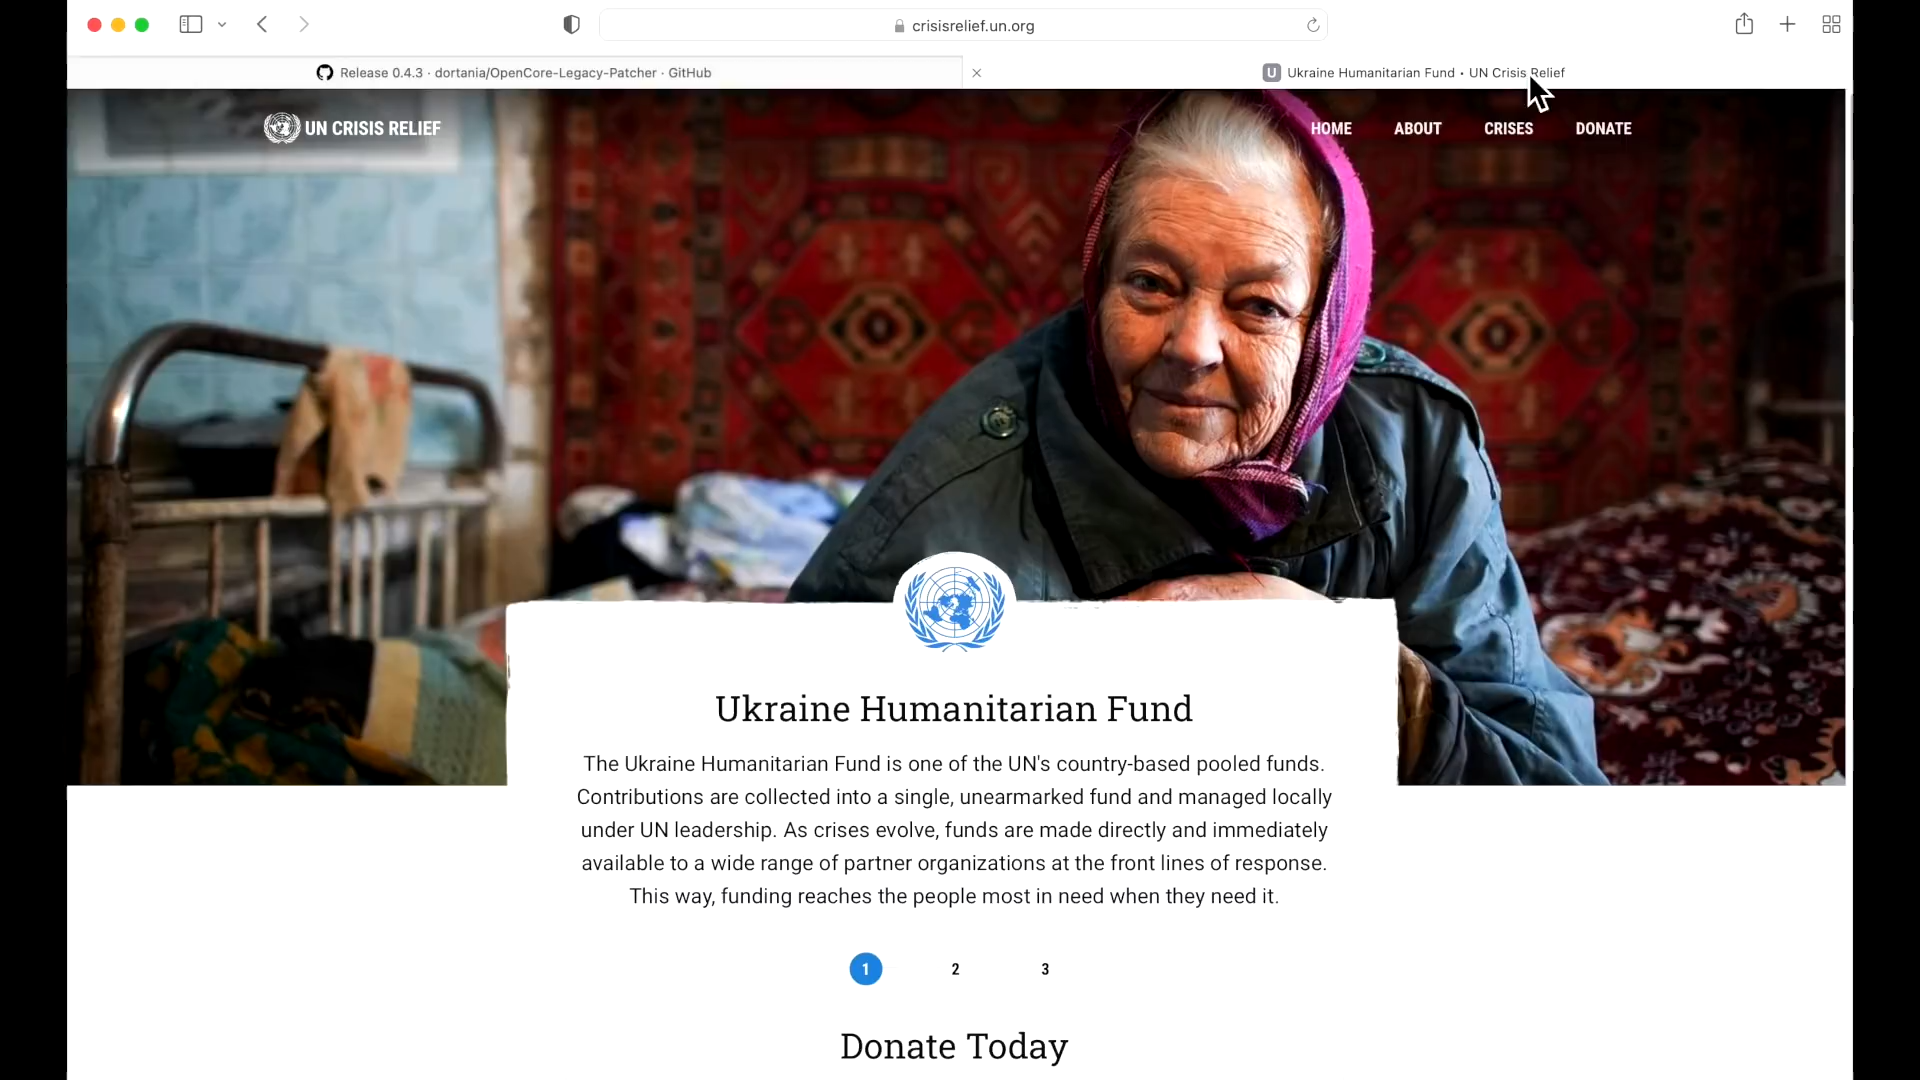 crisisrelief.un.org
Release 0.4.3 · dortania/OpenCore-Legacy-Patcher · GitHub
U Ukraine Humanitarian Fund • UN Crisis Relief
UN CRISIS RELIEF
HOME ABOUT CRISES DONATE
Ukraine Humanitarian Fund
The Ukraine Humanitarian Fund is one of the UN's country-based pooled funds.
Contributions are collected into a single, unearmarked fund and managed locally
under UN leadership. As crises evolve, funds are made directly and immediately
available to a wide range of partner organizations at the front lines of response.
This way, funding reaches the people most in need when they need it.
1 2 3
Donate Today